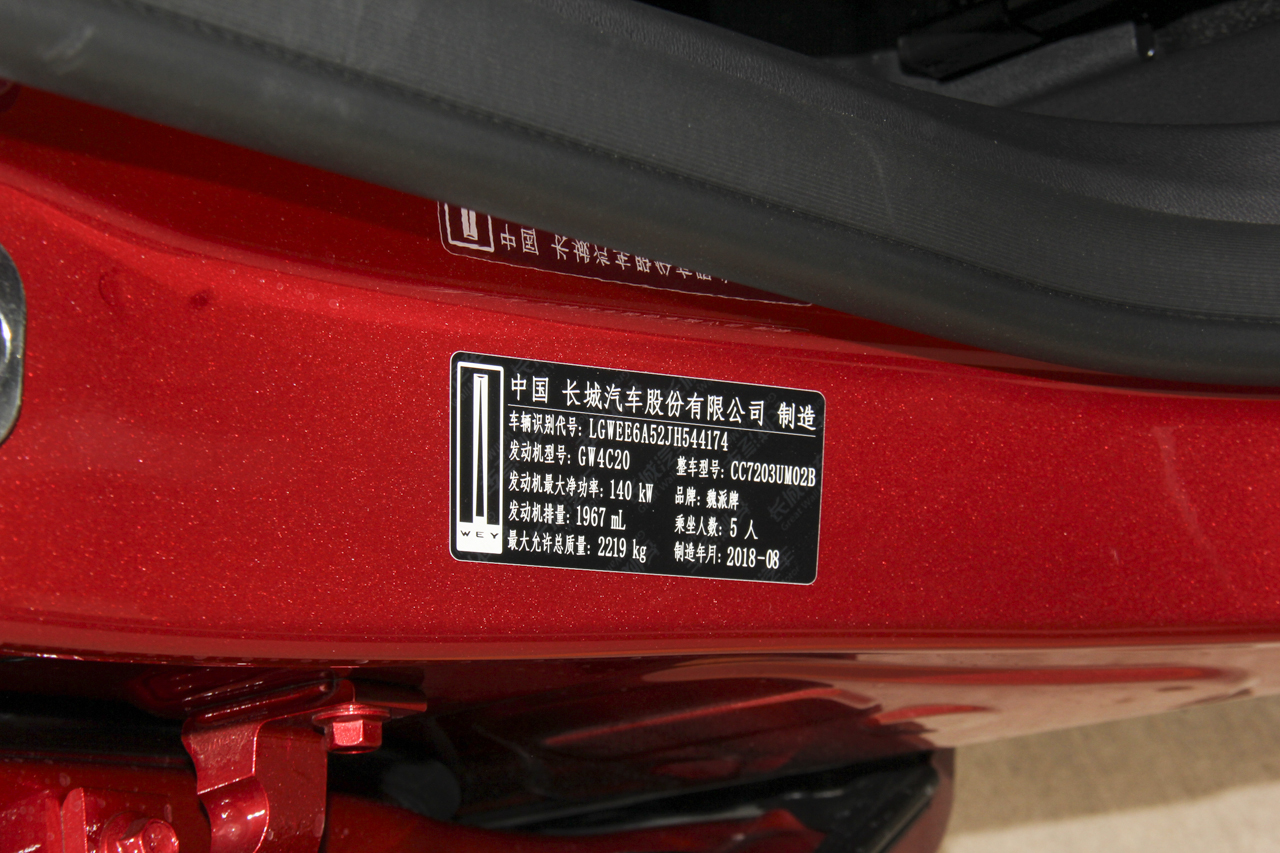 中国 长城汽车股份有限公司 制造
车辆识别代号: LGWEE6A52JH544174
发动机型号: GW4C20 整车型号: CC7203UM02B
发动机最大净功率: 140 kW 品牌: 魏派牌
发动机排量: 1967 mL 乘坐人数: 5 人
最大允许总质量: 2219 kg 制造年月: 2018-08
WEY